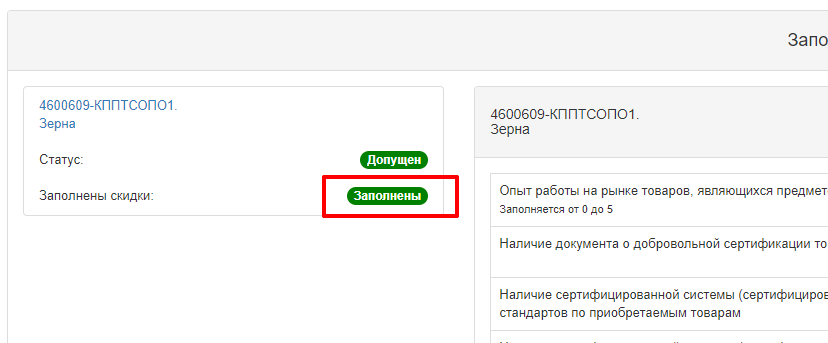 Запо
4600609-КППТСОПО1.
Зерна
Статус:
Допущен
Заполнены скидки:
Заполнены
4600609-КППТСОПО1.
Зерна
Опыт работы на рынке товаров, являющихся предмет
Заполняется от 0 до 5
Наличие документа о добровольной сертификации то
Наличие сертифицированной системы (сертифициров
стандартов по приобретаемым товарам